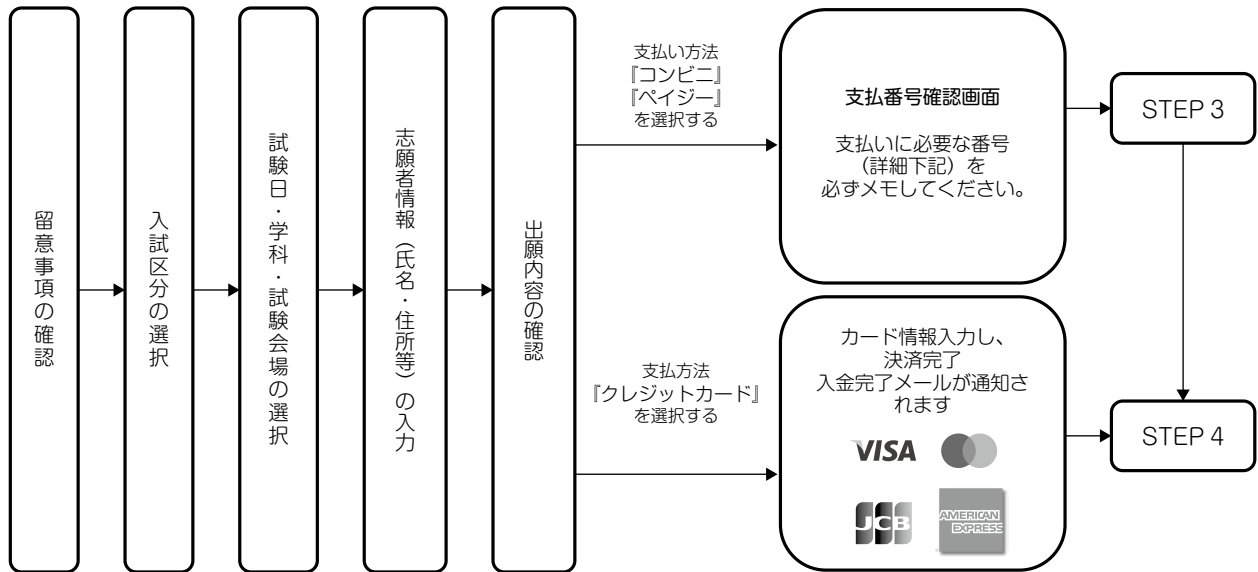 留意事項の確認
入試区分の選択
試験日・学科・試験会場の選択
志願者情報（氏名・住所等）の入力
出願内容の確認
支払い方法
『コンビニ』
『ペイジー』
を選択する
支払番号確認画面
支払いに必要な番号
（詳細下記）を
必ずメモしてください。
STEP 3
支払方法
『クレジットカード』
を選択する
カード情報入力し、
決済完了
入金完了メールが通知さ
れます
VISA
JCB
AMERICAN
EXPRESS
STEP 4